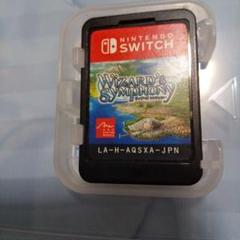 NINTENDO
SWITCH
WIZARD'S
SYMPHONY
LA-H-AQSXA-JPN